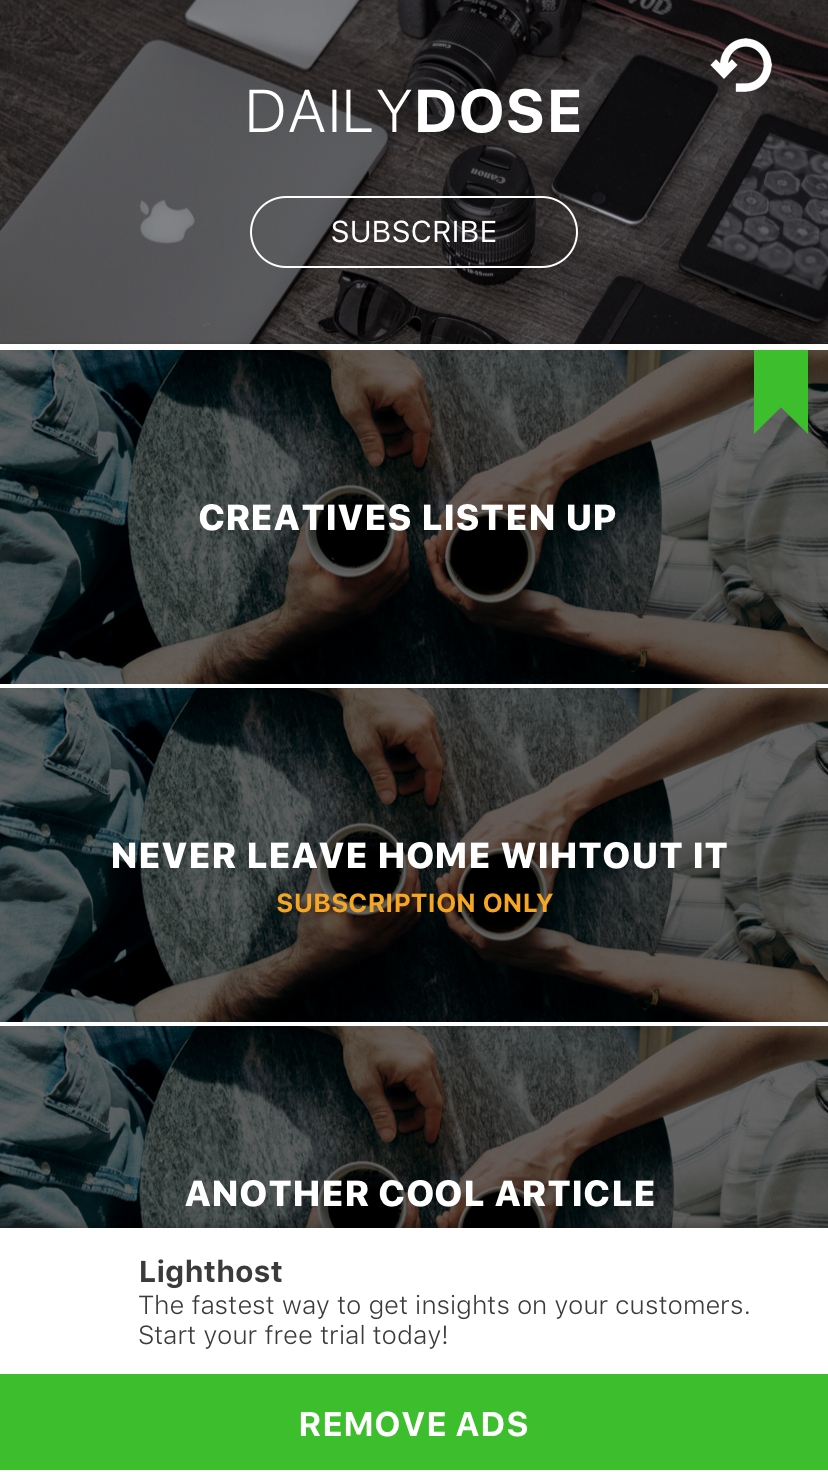 DAILYDOSE
Canon
SUBSCRIBE
CREATIVES LISTEN UP
NEVER LEAVE HOME WIHTOUT IT
SUBSCRIPTION ONLY
ANOTHER COOL ARTICLE
Lighthost
The fastest way to get insights on your customers.
Start your free trial today!
REMOVE ADS